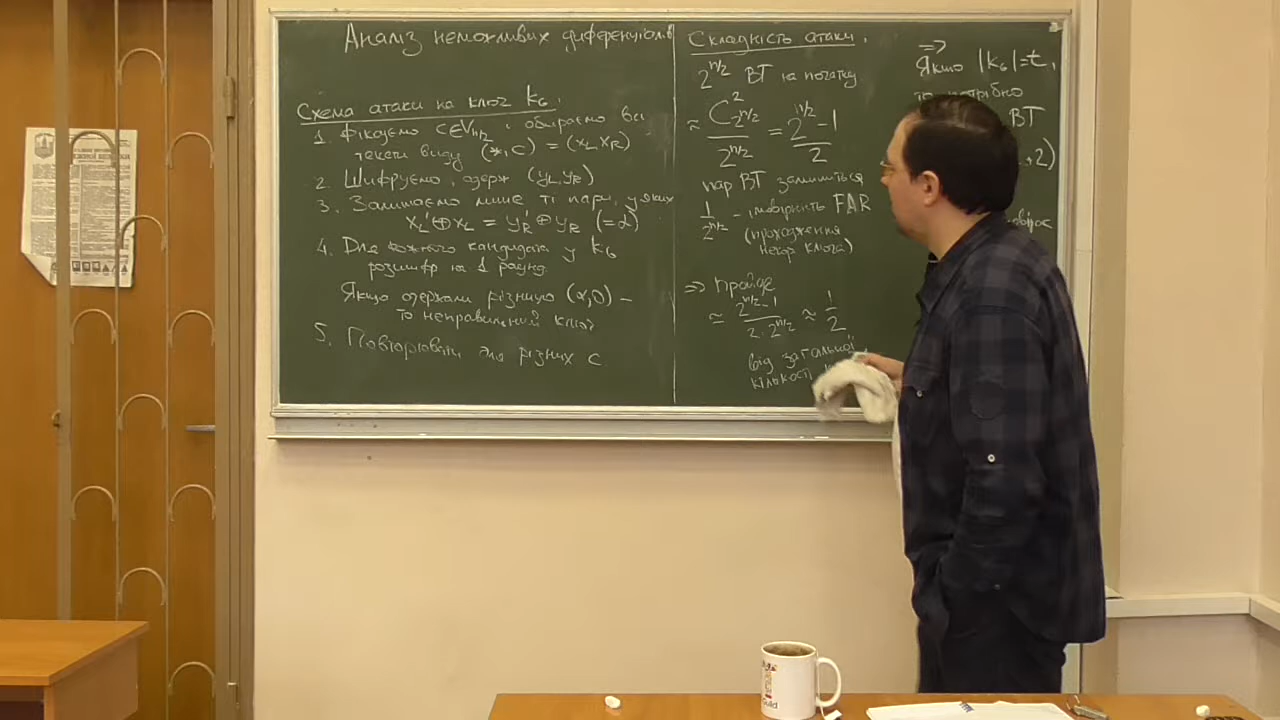 Аналіз неможливих диференціалів
Схема атаки на ключ k₆.
1. Фіксуємо c∈V_{n/2}, обираємо всі
тексти виду (*, c) = (x_L, x_R)
2. Шифруємо, одерж (y_L, y_R)
3. Залишаємо лише ті пари, у яких
x_L' ⊕ x_L = y_R' ⊕ y_R (=α)
4. Для кожного кандидата у k₆
розшифр на 1 раунд.
Якщо одержали різницю (α,0) –
то неправильний ключ
5. Повторювати для різних c
Складність атаки.
2^{n/2} ВТ на початку
≈ C²_{2^{n/2}} / 2^{n/2} = (2^{n/2} - 1) / 2
пар ВТ залишиться
1/2^{n/2} – імовірність FAR
(проходження
непр. ключа)
⇒ Пройде
≈ (2^{n/2} - 1) / (2 · 2^{n/2}) ≈ 1/2
від загальної
кількості
⇒
Якщо |k₆| = t,
то потрібно
ВТ
+2)